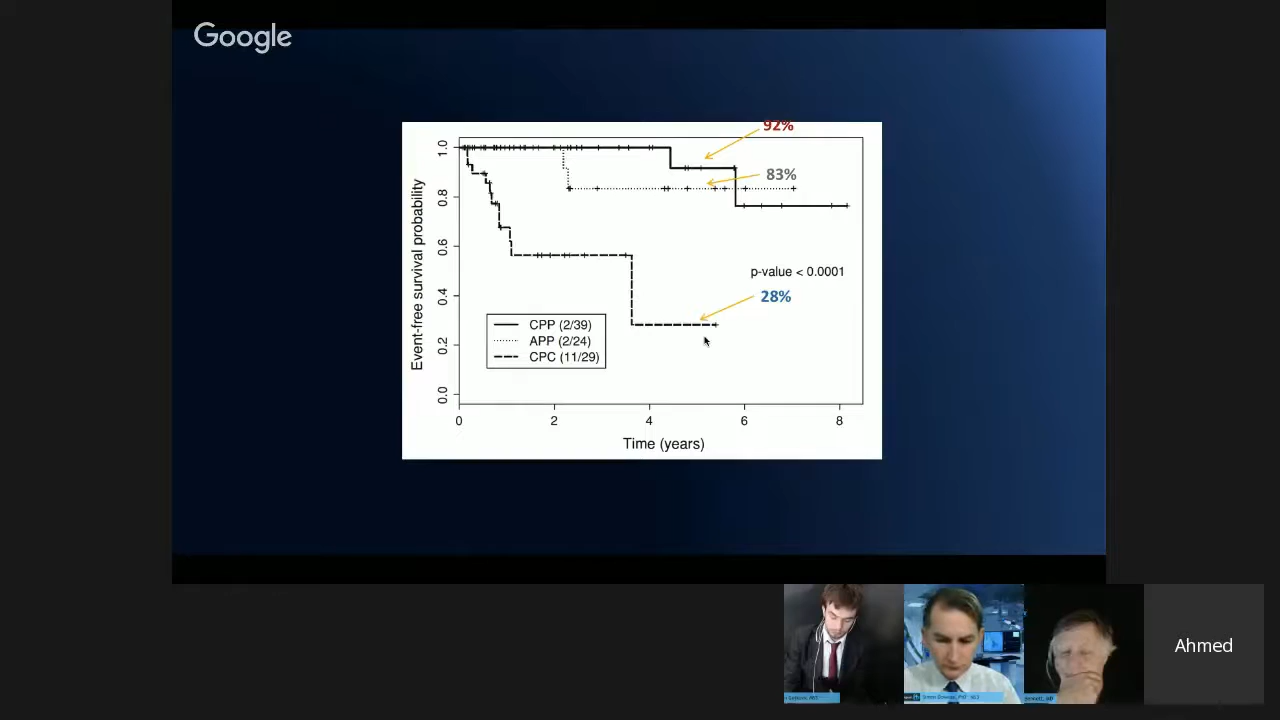 Google
92%
83%
p-value < 0.0001
28%
Event-free survival probability
1.0
0.8
0.6
0.4
0.2
0.0
CPP (2/39)
APP (2/24)
CPC (11/29)
0 2 4 6 8
Time (years)
Ahmed